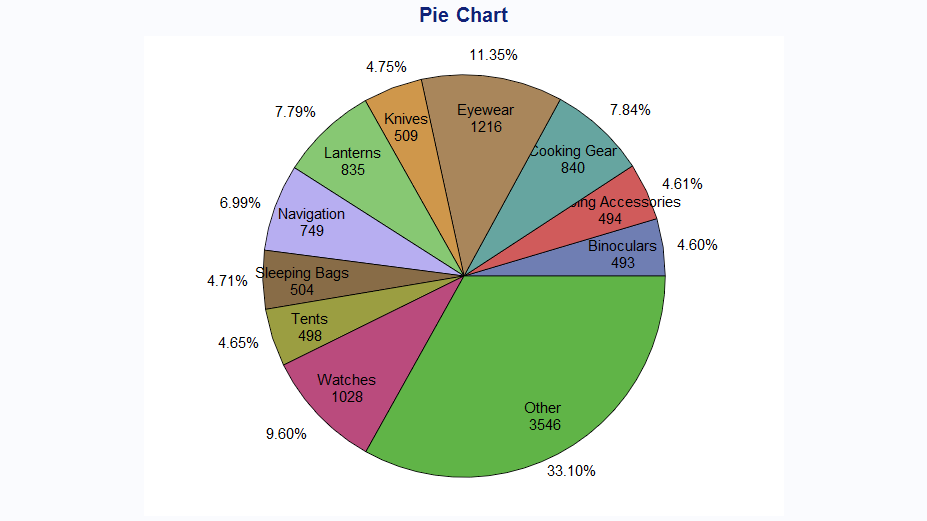 Pie Chart
11.35%
4.75%
7.84%
7.79%
Eyewear
1216
Knives
509
Cooking Gear
840
Lanterns
835
4.61%
Accessories
494
6.99%
Navigation
749
Binoculars
493
4.60%
4.71%
Sleeping Bags
504
Tents
498
4.65%
Watches
1028
Other
3546
9.60%
33.10%